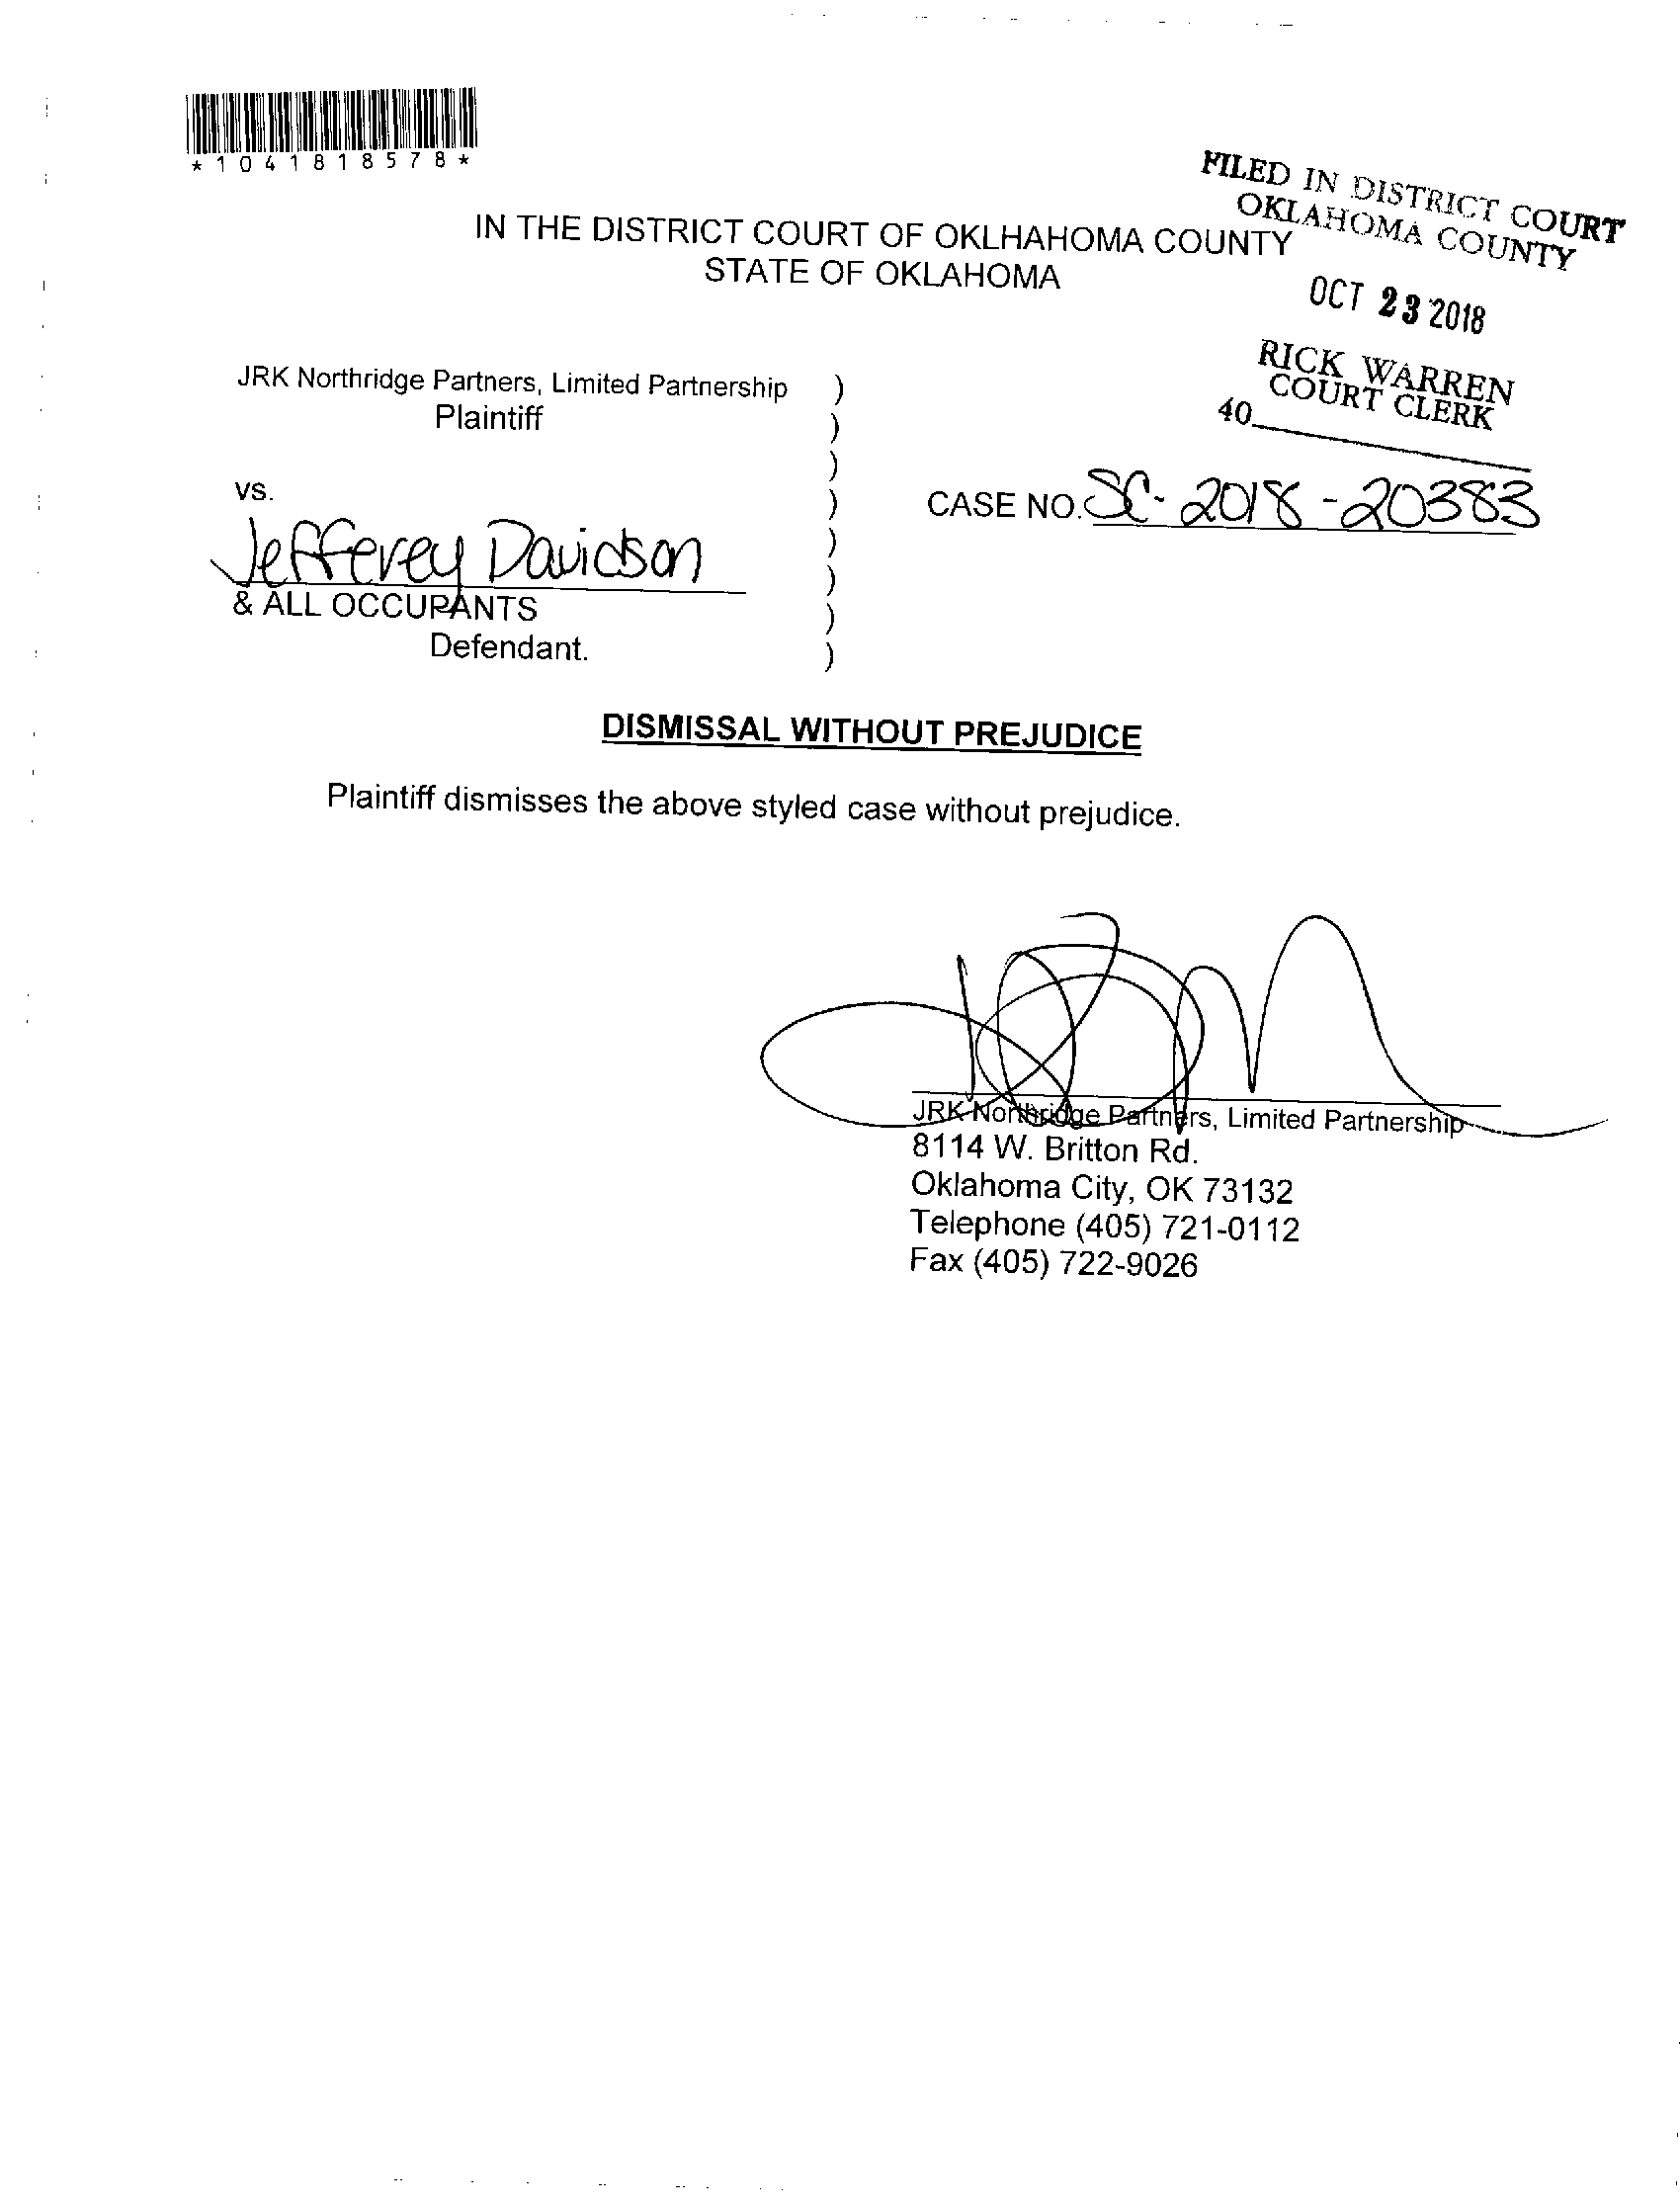 *1041818578*
FILED IN DISTRICT COURT
OKLAHOMA COUNTY
IN THE DISTRICT COURT OF OKLHAHOMA COUNTY
STATE OF OKLAHOMA
OCT 23 2018
RICK WARREN
COURT CLERK
40
JRK Northridge Partners, Limited Partnership )
Plaintiff )
)
vs. )
CASE NO. SC-2018-20383
Jefferey Davidson )
)
& ALL OCCUPANTS )
Defendant. )
DISMISSAL WITHOUT PREJUDICE
Plaintiff dismisses the above styled case without prejudice.
JRK Northridge Partners, Limited Partnership
8114 W. Britton Rd.
Oklahoma City, OK 73132
Telephone (405) 721-0112
Fax (405) 722-9026